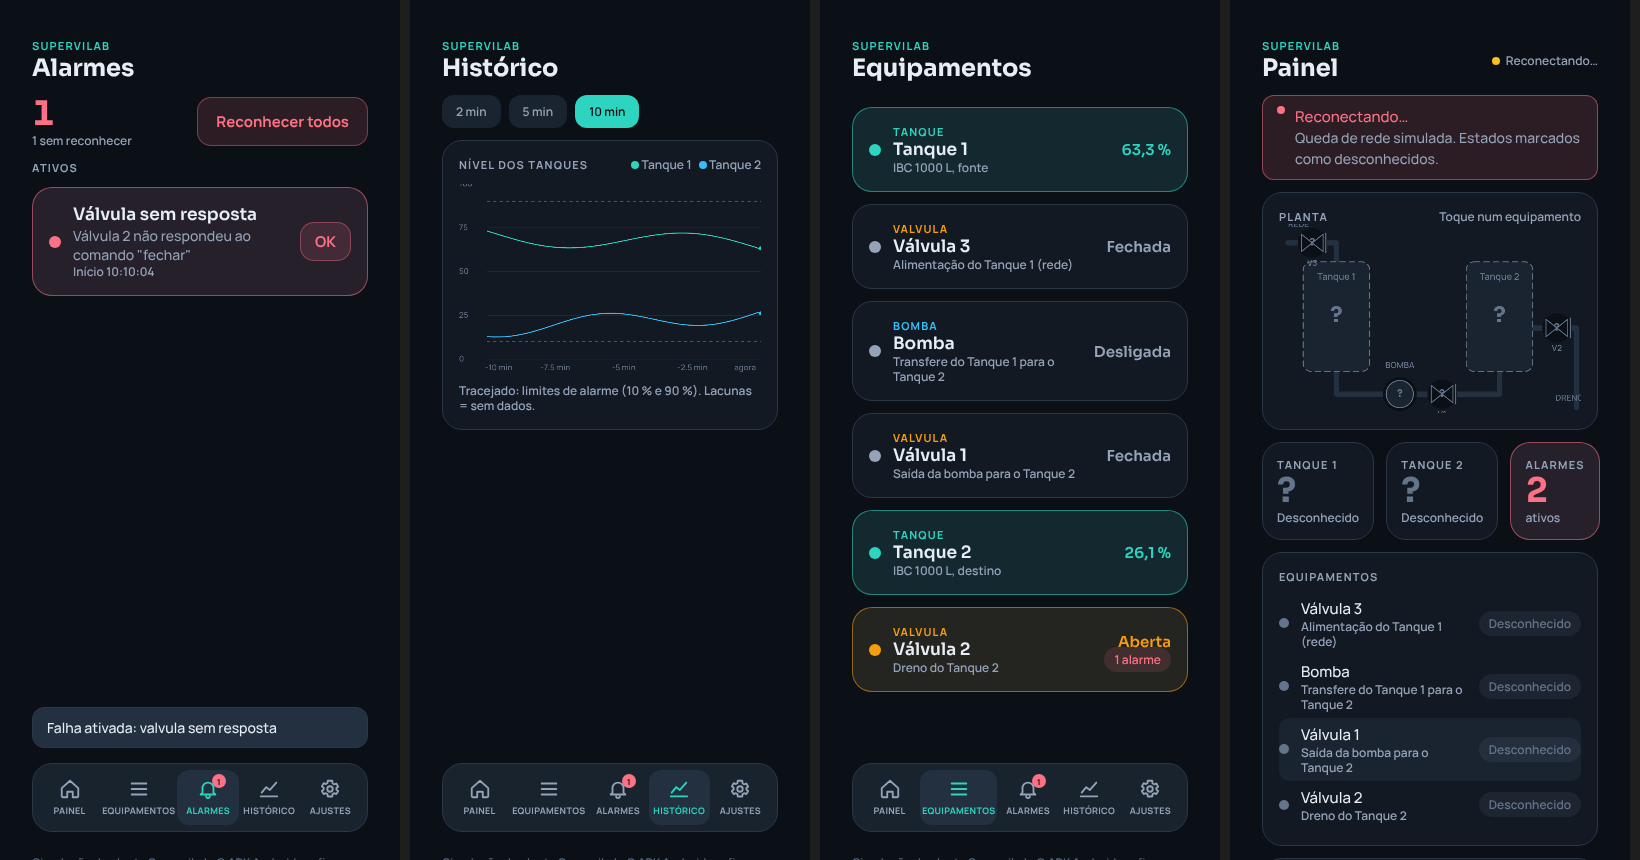 SUPERVILAB
Alarmes
1
1 sem reconhecer
Reconhecer todos
ATIVOS
Válvula sem resposta
Válvula 2 não respondeu ao
comando "fechar"
Início 10:10:04
OK
Falha ativada: valvula sem resposta
1
PAINEL
EQUIPAMENTOS
ALARMES
HISTÓRICO
AJUSTES
SUPERVILAB
Histórico
2 min
5 min
10 min
NÍVEL DOS TANQUES
Tanque 1
Tanque 2
100
75
50
25
0
-10 min
-7.5 min
-5 min
-2.5 min
agora
Tracejado: limites de alarme (10 % e 90 %). Lacunas
= sem dados.
1
PAINEL
EQUIPAMENTOS
ALARMES
HISTÓRICO
AJUSTES
SUPERVILAB
Equipamentos
TANQUE
Tanque 1
IBC 1000 L, fonte
63,3 %
VALVULA
Válvula 3
Alimentação do Tanque 1 (rede)
Fechada
BOMBA
Bomba
Transfere do Tanque 1 para o
Tanque 2
Desligada
VALVULA
Válvula 1
Saída da bomba para o Tanque 2
Fechada
TANQUE
Tanque 2
IBC 1000 L, destino
26,1 %
VALVULA
Válvula 2
Dreno do Tanque 2
Aberta
1 alarme
1
PAINEL
EQUIPAMENTOS
ALARMES
HISTÓRICO
AJUSTES
SUPERVILAB
Painel
Reconectando…
Reconectando…
Queda de rede simulada. Estados marcados
como desconhecidos.
PLANTA
Toque num equipamento
REDE
?
V3
Tanque 1
?
Tanque 2
?
?
V2
BOMBA
?
?
DRENO
TANQUE 1
?
Desconhecido
TANQUE 2
?
Desconhecido
ALARMES
2
ativos
EQUIPAMENTOS
Válvula 3
Alimentação do Tanque 1
(rede)
Desconhecido
Bomba
Transfere do Tanque 1 para o
Tanque 2
Desconhecido
Válvula 1
Saída da bomba para o
Tanque 2
Desconhecido
Válvula 2
Dreno do Tanque 2
Desconhecido